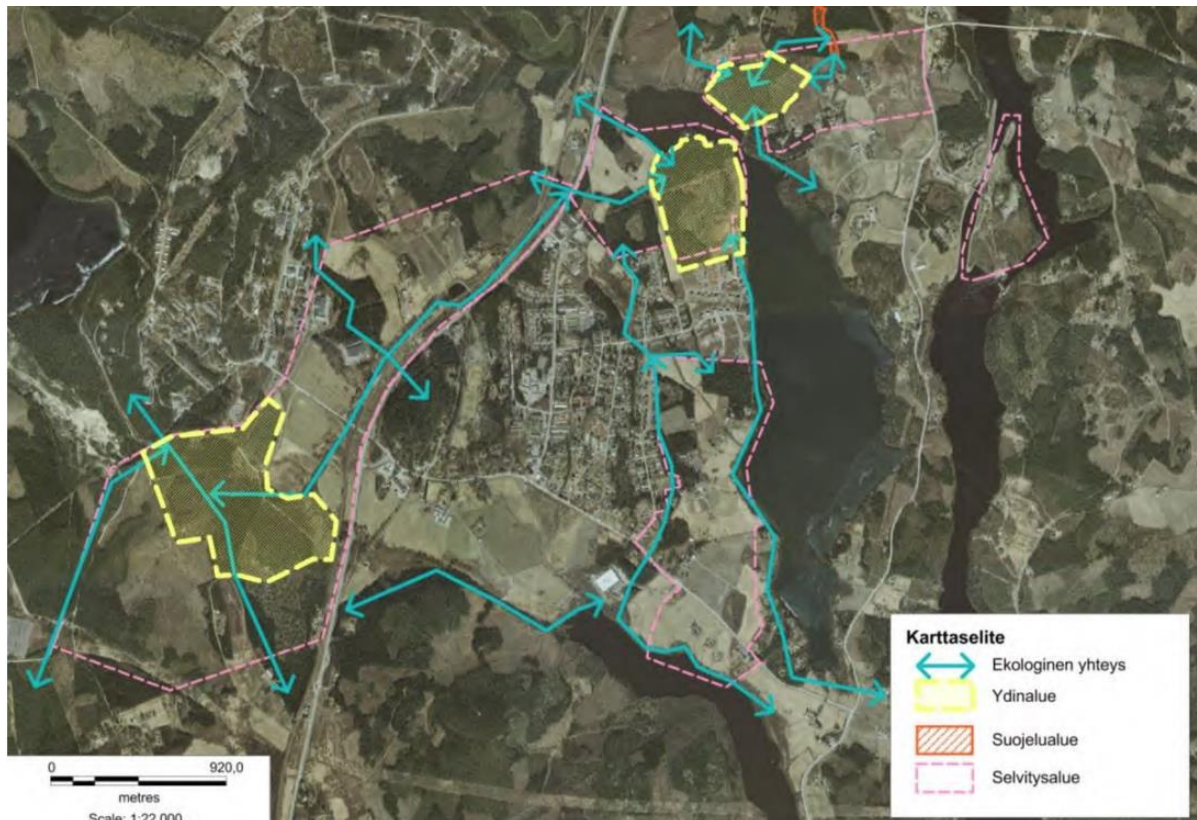 Karttaselite
Ekologinen yhteys
Ydinalue
Suojelualue
Selvitysalue
0 920,0
metres
Scale: 1:22 000